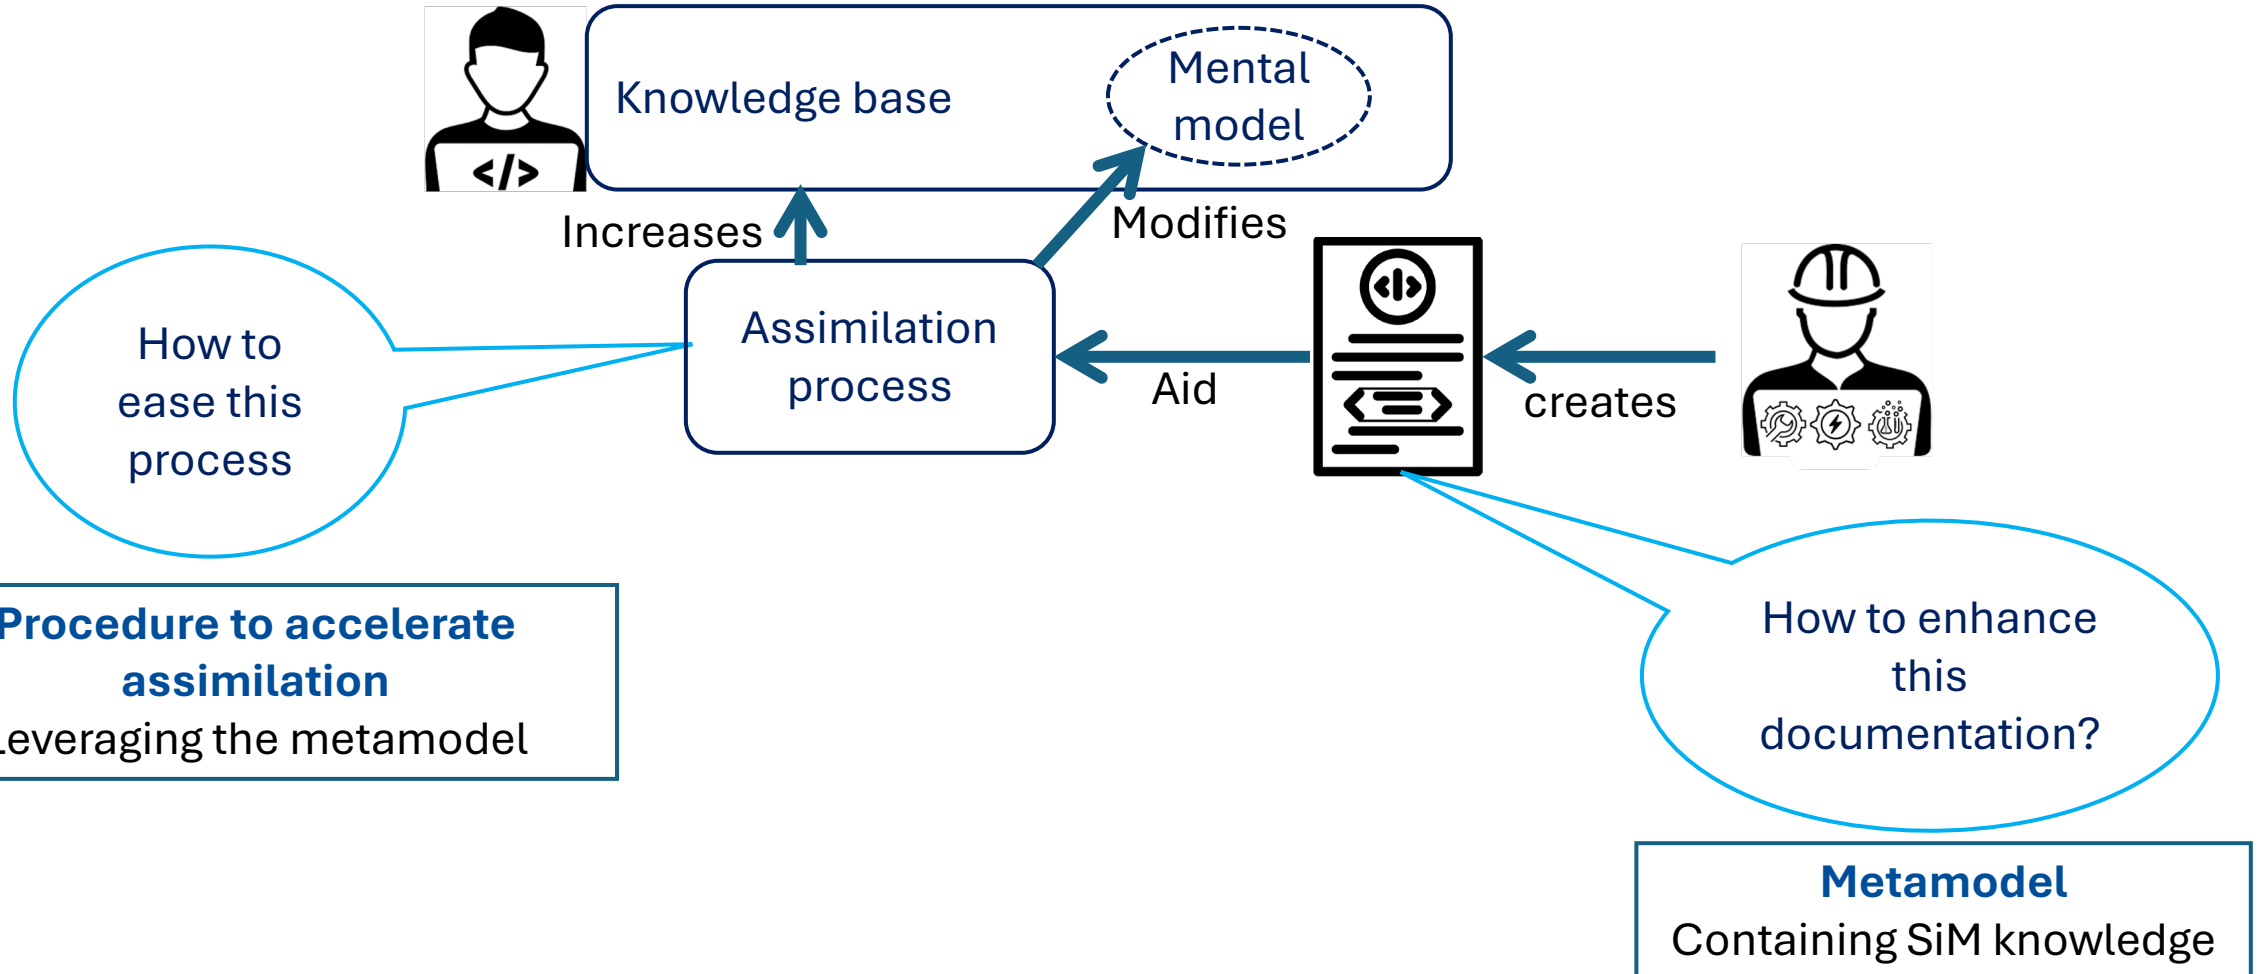 Knowledge base
Mental
model
</>
Increases
Modifies
How to
ease this
process
Assimilation
process
Aid
creates
Procedure to accelerate
assimilation
Leveraging the metamodel
How to enhance
this
documentation?
Metamodel
Containing SiM knowledge